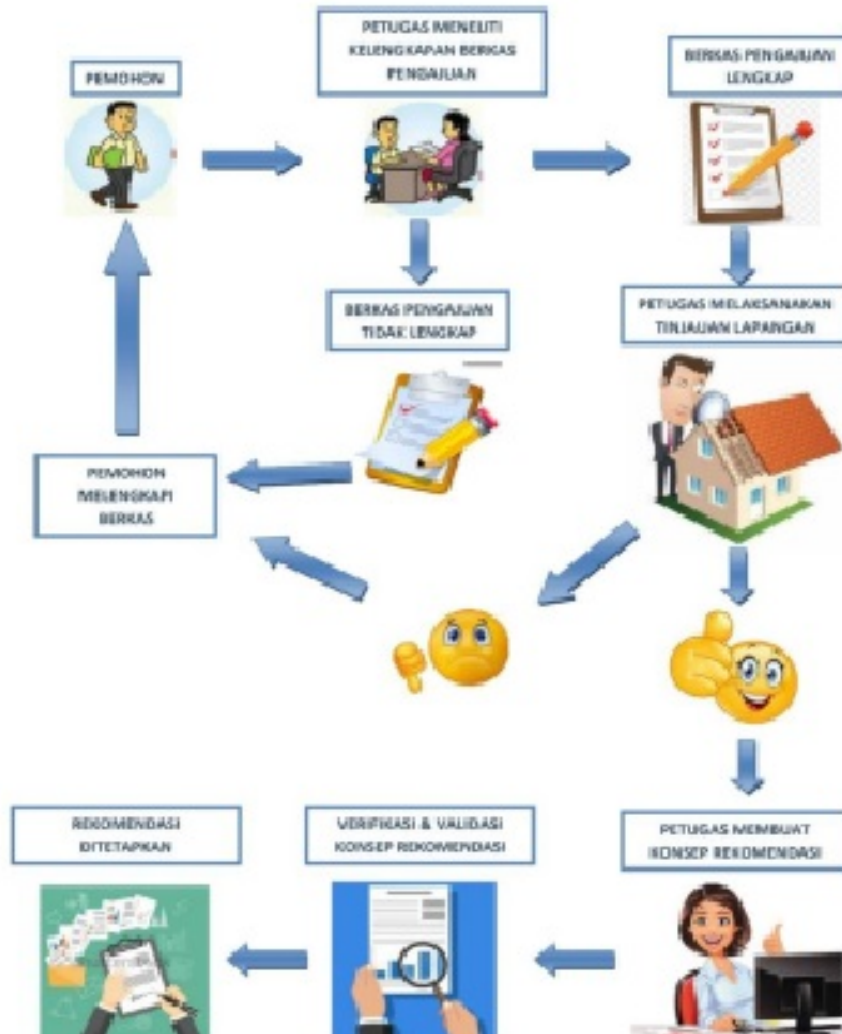 PEMOHON
PETUGAS MENELITI
KELENGKAPAN BERKAS
PENGAJUAN
BERKAS PENGAJUAN
LENGKAP
BERKAS PENGAJUAN
TIDAK LENGKAP
PETUGAS MELAKSANAKAN
TINJAUAN LAPANGAN
PEMOHON
MELENGKAPI
BERKAS
REKOMENDASI
DITETAPKAN
VERIFIKASI & VALIDASI
KONSEP REKOMENDASI
PETUGAS MEMBUAT
KONSEP REKOMENDASI